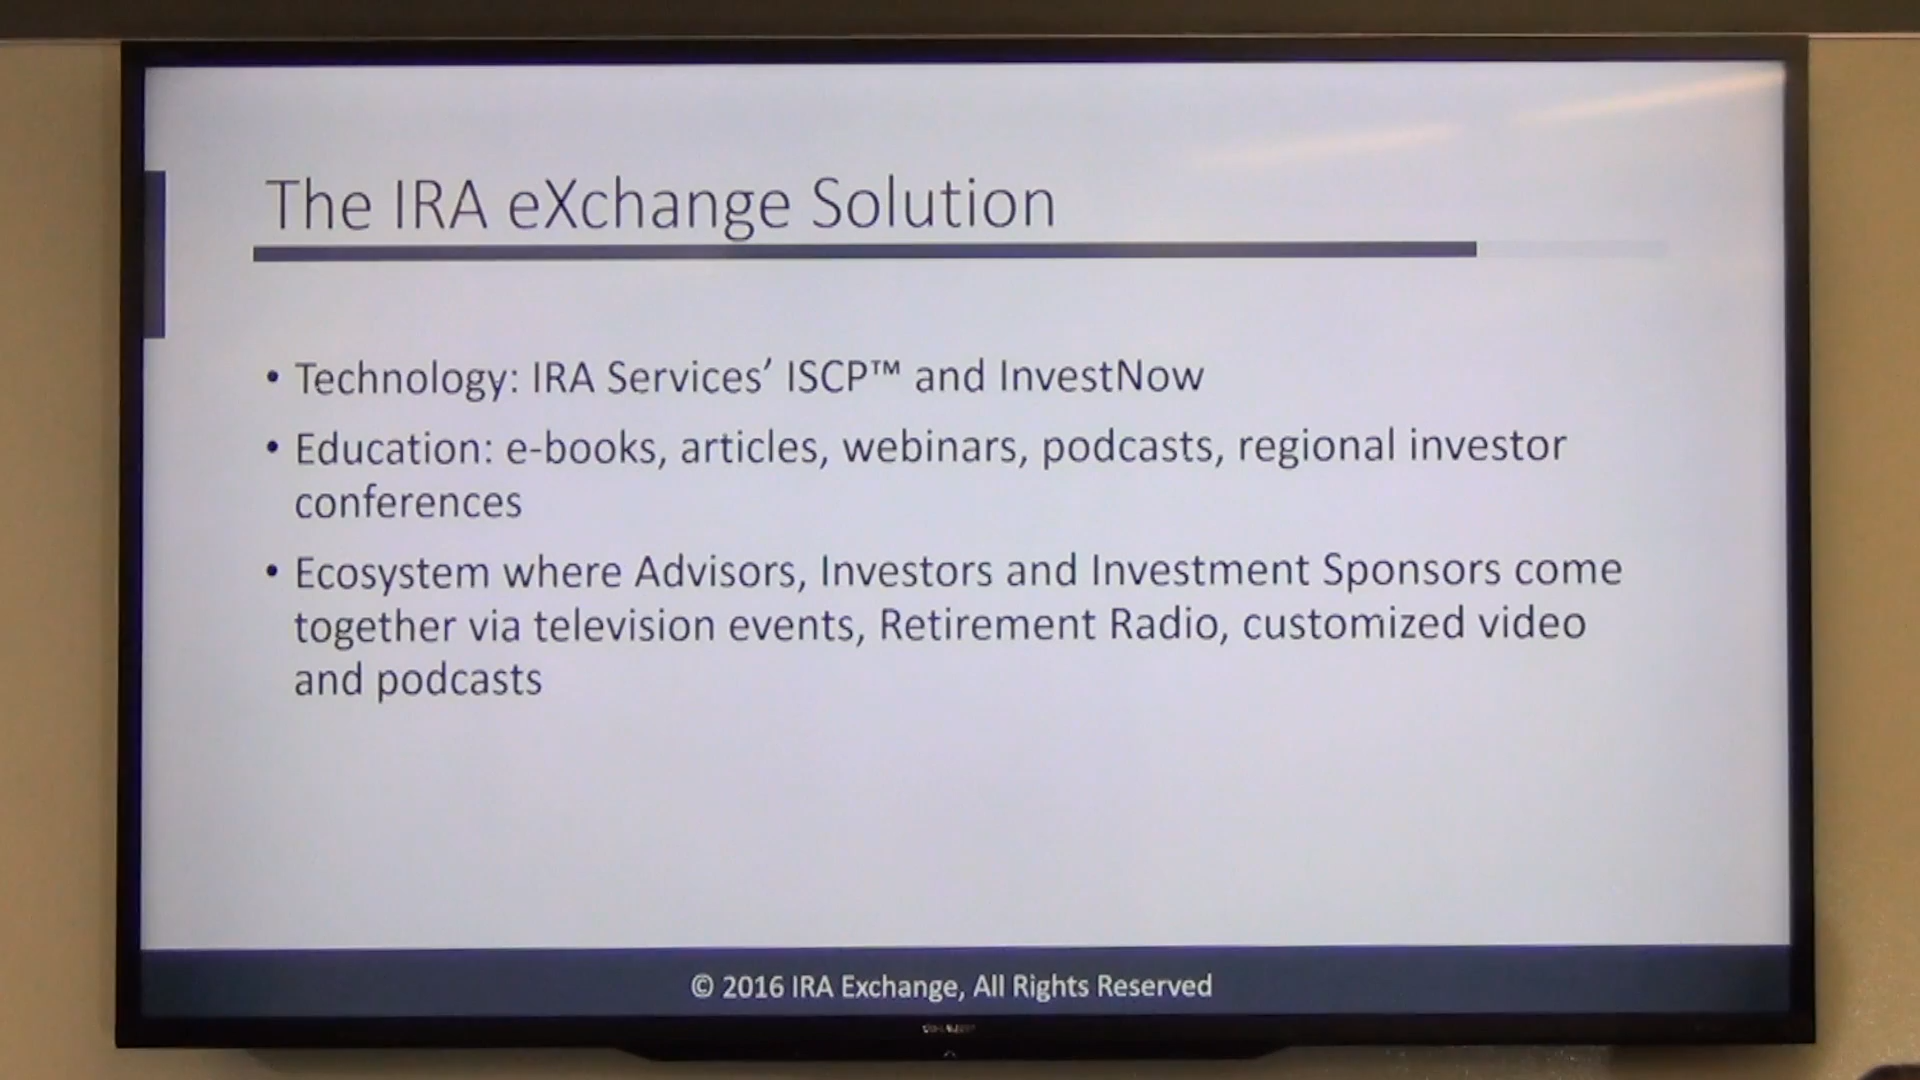 The IRA eXchange Solution
• Technology: IRA Services’ ISCP™ and InvestNow
• Education: e-books, articles, webinars, podcasts, regional investor
conferences
• Ecosystem where Advisors, Investors and Investment Sponsors come
together via television events, Retirement Radio, customized video
and podcasts
© 2016 IRA Exchange, All Rights Reserved